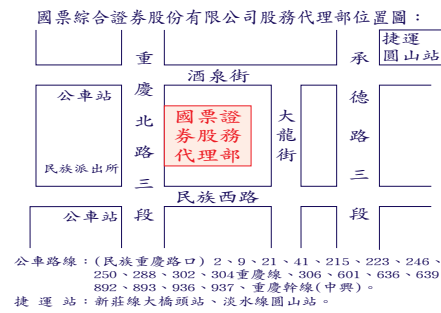 國票綜合證券股份有限公司股務代理部位置圖：
捷運
圓山站
重慶北路三段
承德路三段
酒泉街
公車站
國票證
券股務
代理部
大龍街
民族派出所
民族西路
公車站
公車路線：(民族重慶路口) 2、9、21、41、215、223、246、
250、288、302、304重慶線、306、601、636、639
892、893、936、937、重慶幹線(中興)。
捷 運 站：新莊線大橋頭站、淡水線圓山站。